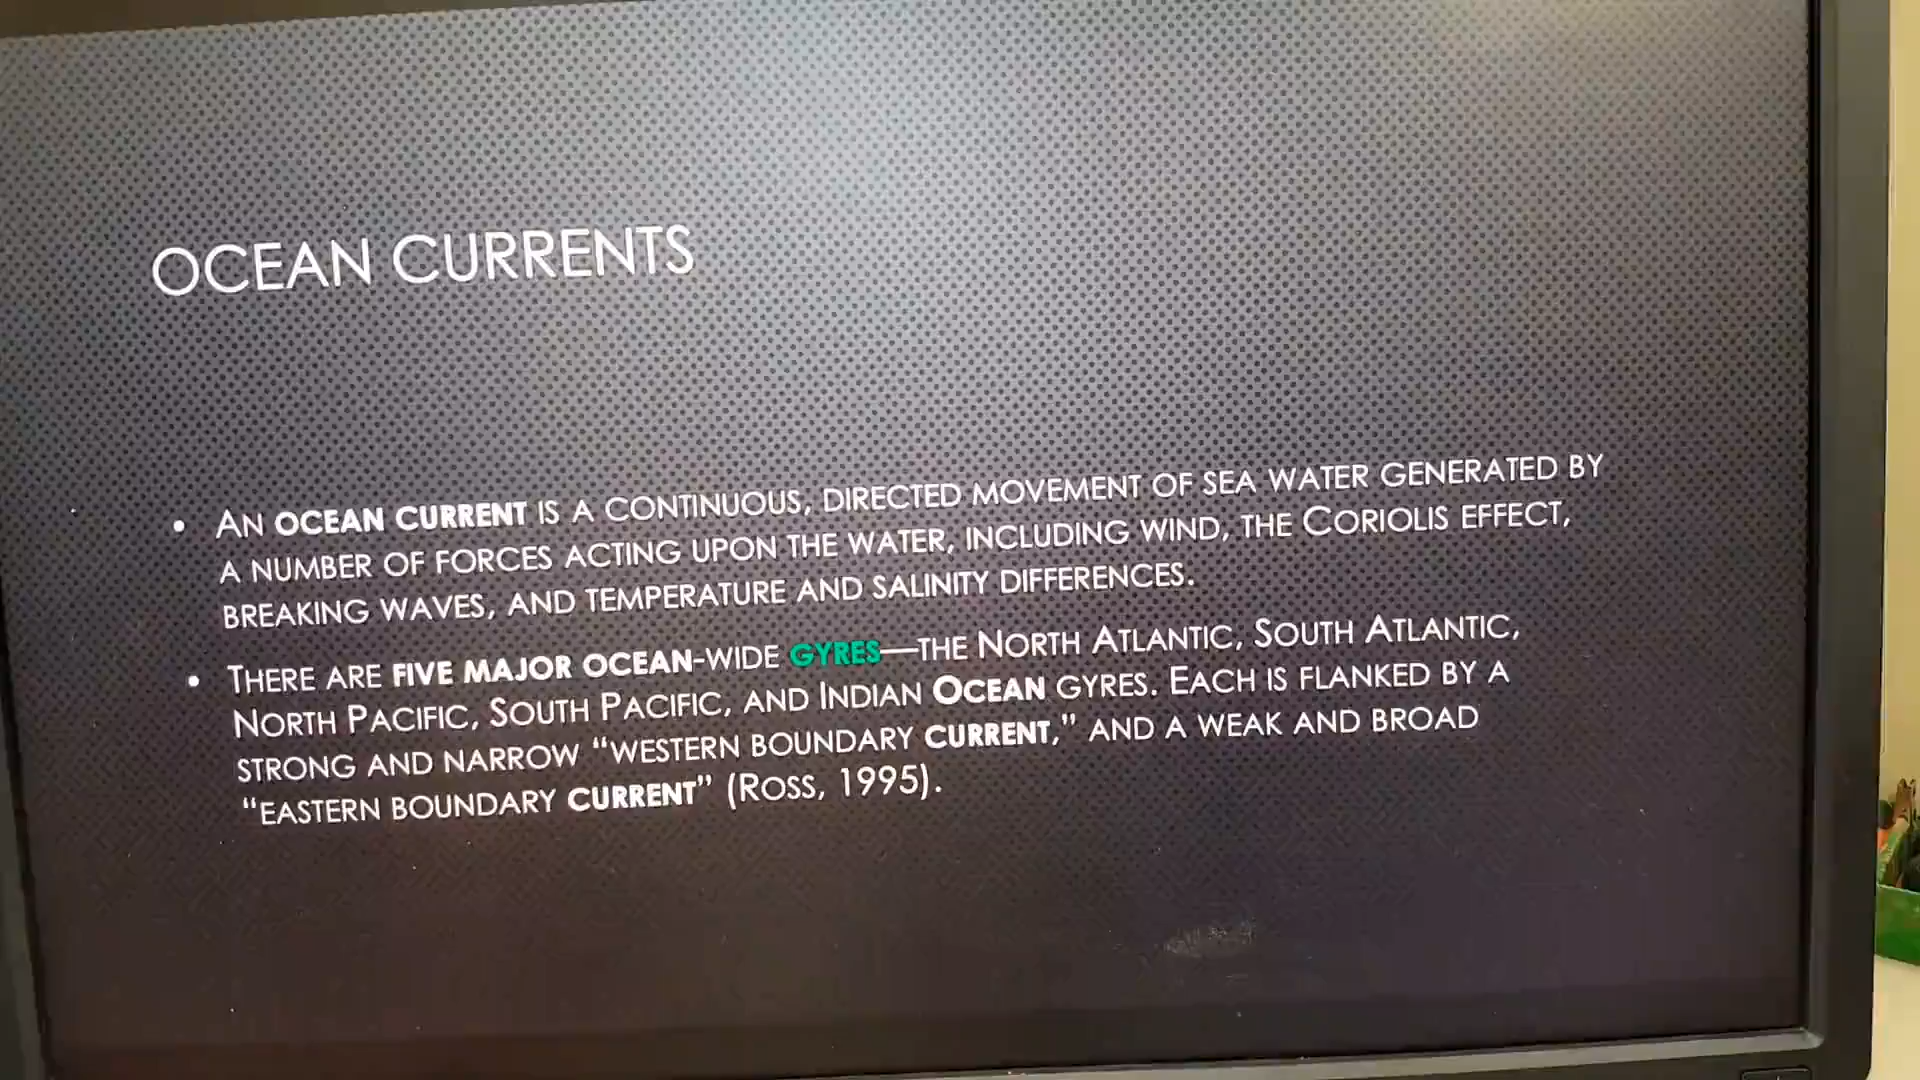 OCEAN CURRENTS
• AN OCEAN CURRENT IS A CONTINUOUS, DIRECTED MOVEMENT OF SEA WATER GENERATED BY
A NUMBER OF FORCES ACTING UPON THE WATER, INCLUDING WIND, THE CORIOLIS EFFECT,
BREAKING WAVES, AND TEMPERATURE AND SALINITY DIFFERENCES.
• THERE ARE FIVE MAJOR OCEAN-WIDE GYRES—THE NORTH ATLANTIC, SOUTH ATLANTIC,
NORTH PACIFIC, SOUTH PACIFIC, AND INDIAN OCEAN GYRES. EACH IS FLANKED BY A
STRONG AND NARROW “WESTERN BOUNDARY CURRENT,” AND A WEAK AND BROAD
“EASTERN BOUNDARY CURRENT” (ROSS, 1995).